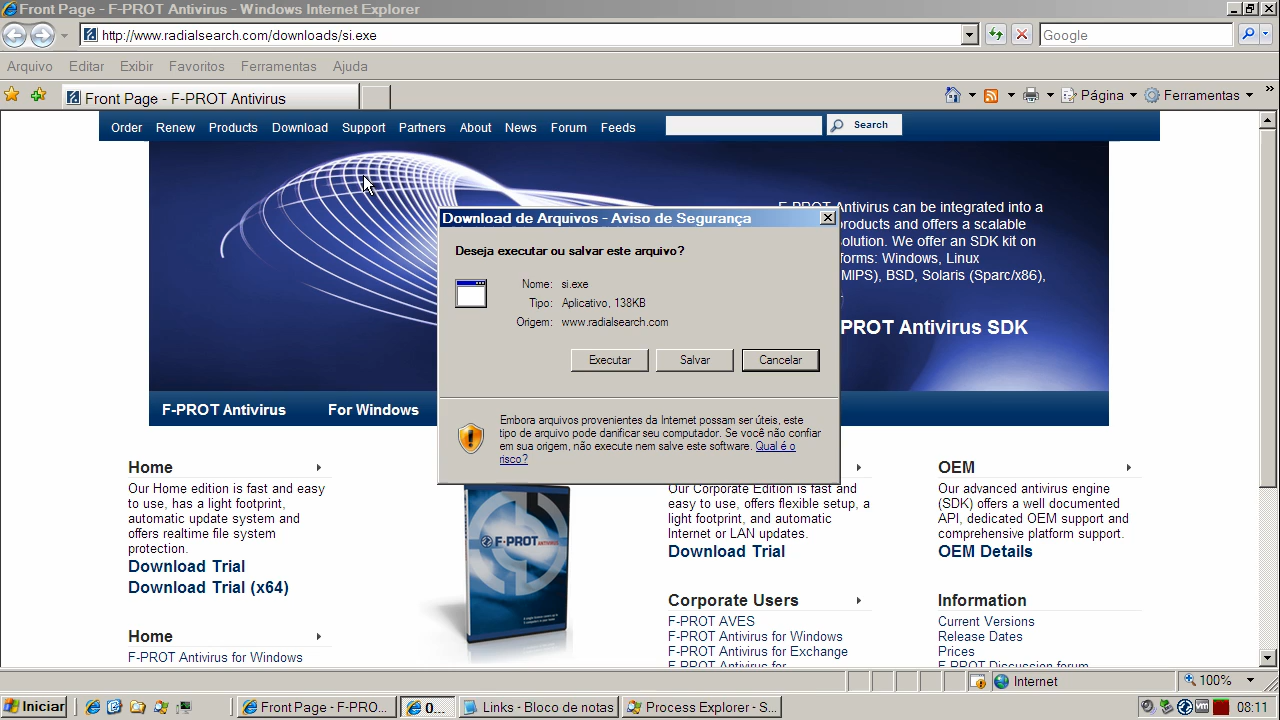 Front Page - F-PROT Antivirus - Windows Internet Explorer
http://www.radialsearch.com/downloads/si.exe
Google
Arquivo Editar Exibir Favoritos Ferramentas Ajuda
Front Page - F-PROT Antivirus
Página Ferramentas »
Order Renew Products Download Support Partners About News Forum Feeds Search
F-PROT Antivirus can be integrated into a
roducts and offers a scalable
olution. We offer an SDK kit on
forms: Windows, Linux
MIPS), BSD, Solaris (Sparc/x86),
PROT Antivirus SDK
Download de Arquivos - Aviso de Segurança
Deseja executar ou salvar este arquivo?
Nome: si.exe
Tipo: Aplicativo, 138KB
Origem: www.radialsearch.com
Executar Salvar Cancelar
Embora arquivos provenientes da Internet possam ser úteis, este
tipo de arquivo pode danificar seu computador. Se você não confiar
em sua origem, não execute nem salve este software. Qual é o
risco?
F-PROT Antivirus For Windows
Home
Our Home edition is fast and easy
to use, has a light footprint,
automatic update system and
offers realtime file system
protection.
Download Trial
Download Trial (x64)
Home
F-PROT Antivirus for Windows
F-PROT ANTIVIRUS
Our Corporate Edition is fast and
easy to use, offers flexible setup, a
light footprint, and automatic
Internet or LAN updates.
Download Trial
Corporate Users
F-PROT AVES
F-PROT Antivirus for Windows
F-PROT Antivirus for Exchange
F-PROT Antivirus for
OEM
Our advanced antivirus engine
(SDK) offers a well documented
API, dedicated OEM support and
comprehensive platform support.
OEM Details
Information
Current Versions
Release Dates
Prices
F-PROT Discussion forum
Internet
100%
Iniciar
Front Page - F-PRO...
0...
Links - Bloco de notas
Process Explorer - S...
08:11